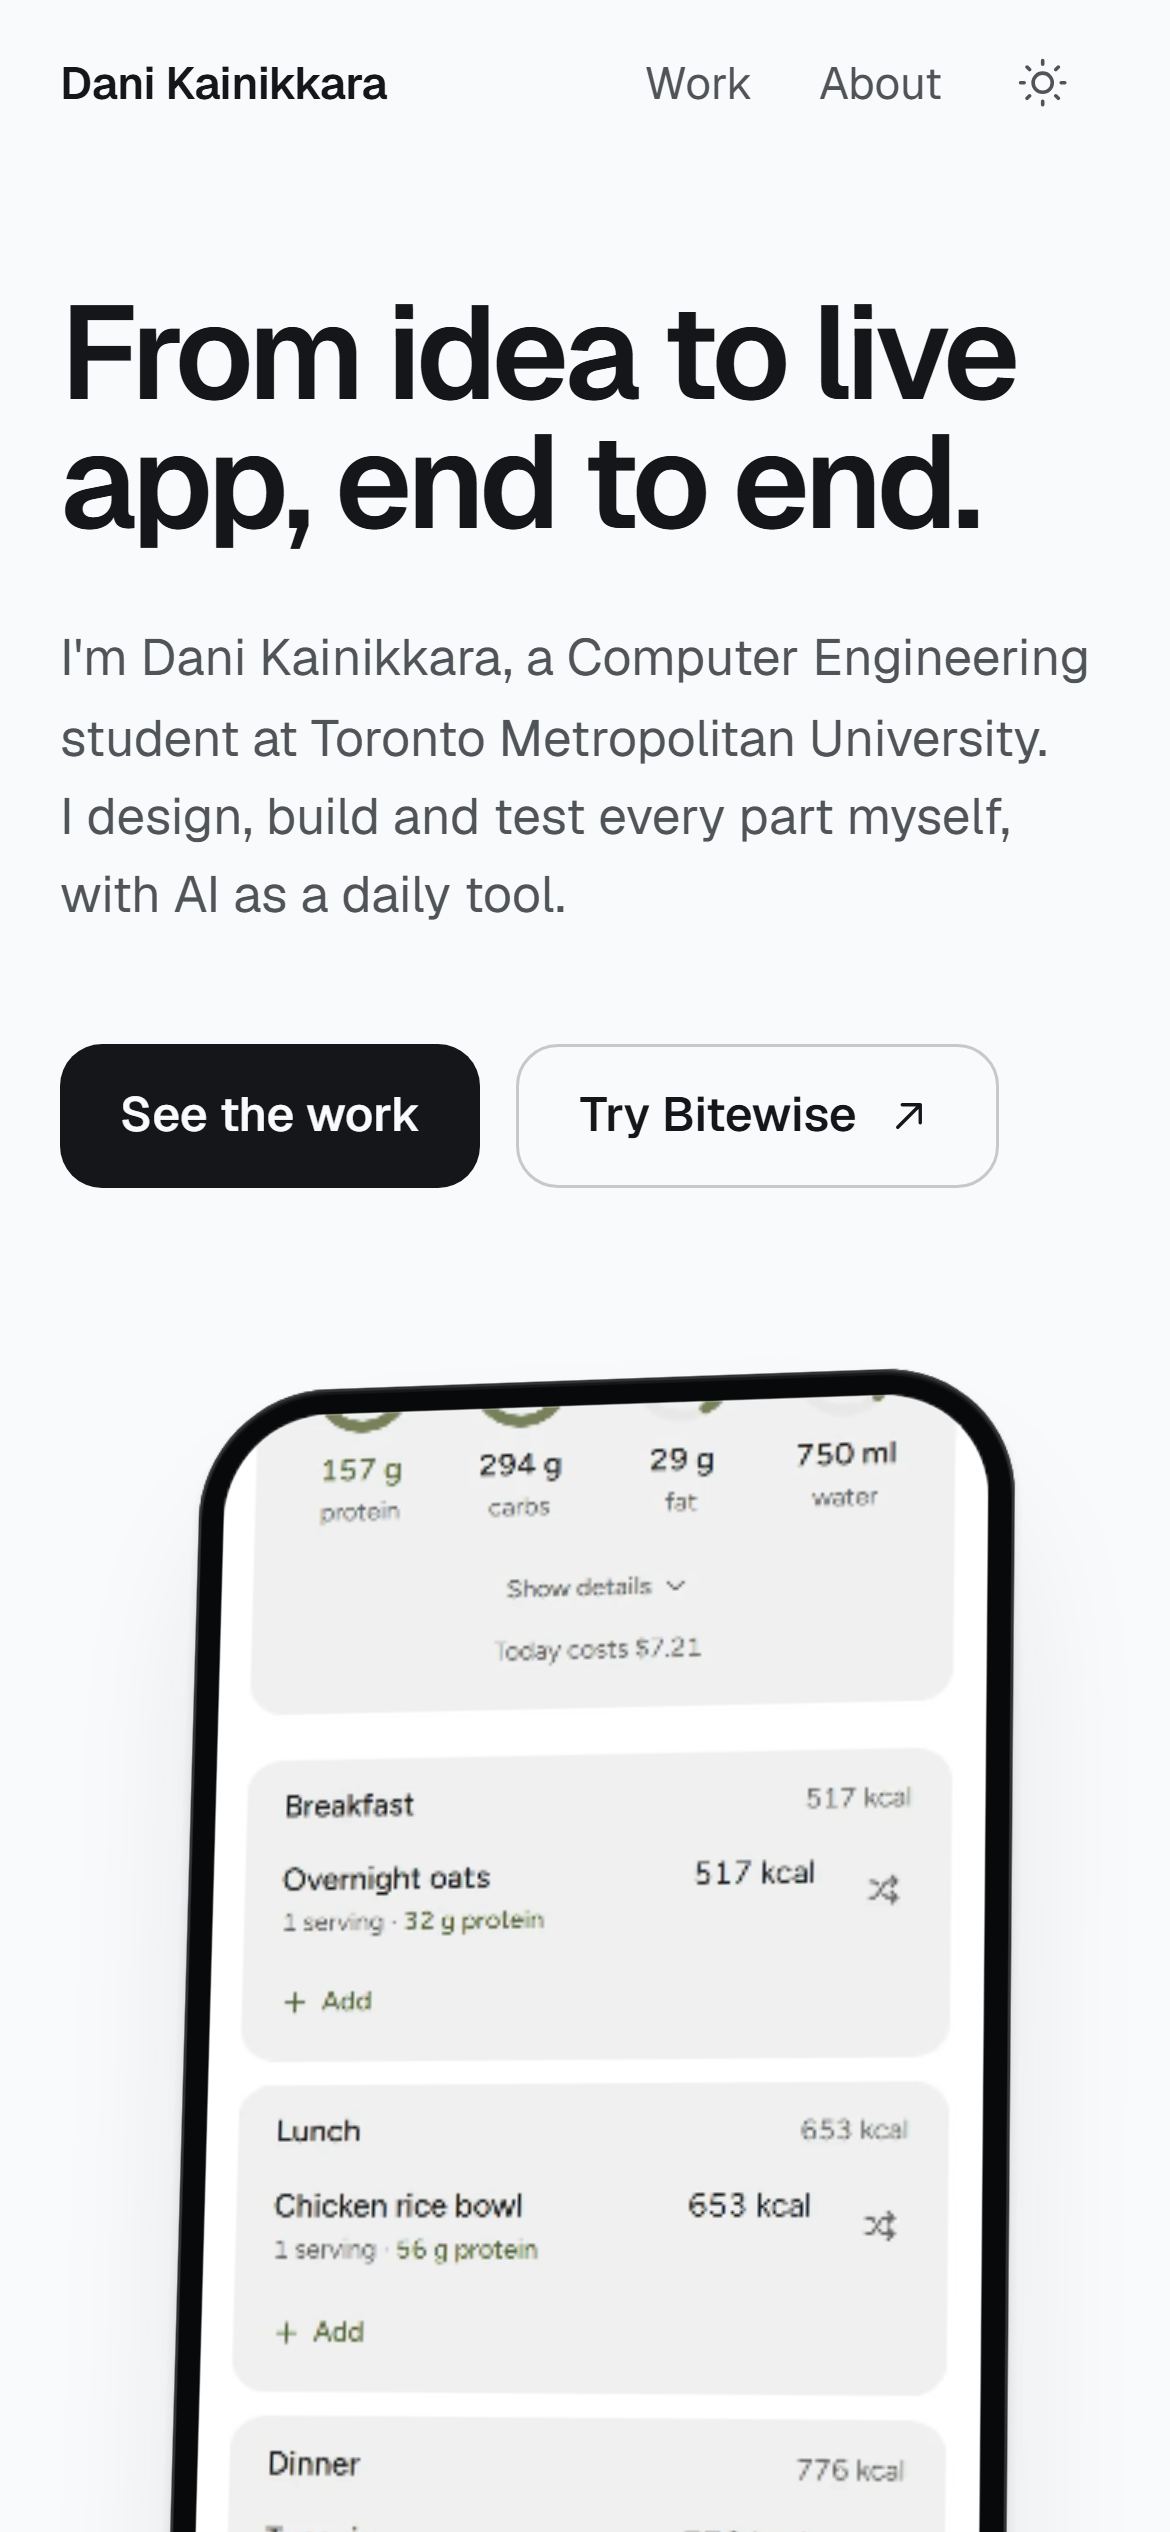 Dani Kainikkara
Work
About
From idea to live
app, end to end.
I'm Dani Kainikkara, a Computer Engineering
student at Toronto Metropolitan University.
I design, build and test every part myself,
with AI as a daily tool.
See the work
Try Bitewise
157 g
294 g
29 g
750 ml
protein
carbs
fat
water
Show details
Today costs $7.21
Breakfast
517 kcal
Overnight oats
517 kcal
1 serving · 32 g protein
+ Add
Lunch
653 kcal
Chicken rice bowl
653 kcal
1 serving · 56 g protein
+ Add
Dinner
776 kcal